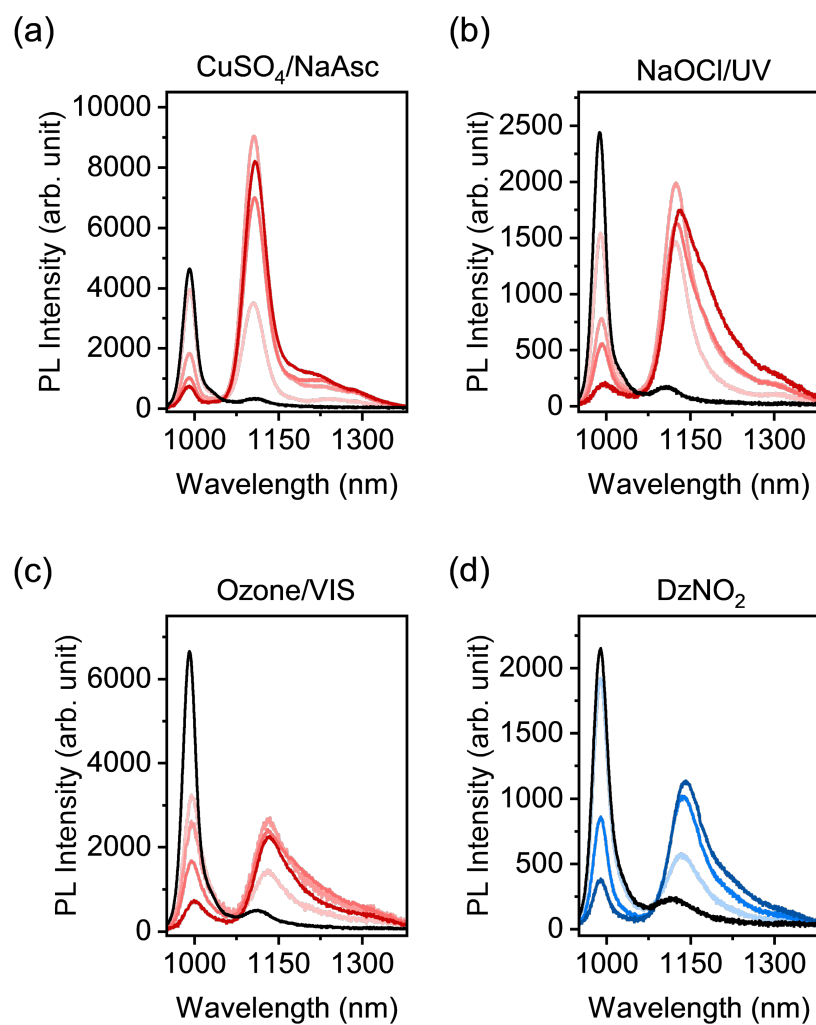 (a)
CuSO₄/NaAsc
PL Intensity (arb. unit)
10000
8000
6000
4000
2000
0
1000 1150 1300
Wavelength (nm)
(b)
NaOCl/UV
PL Intensity (arb. unit)
2500
2000
1500
1000
500
0
1000 1150 1300
Wavelength (nm)
(c)
Ozone/VIS
PL Intensity (arb. unit)
6000
4000
2000
0
1000 1150 1300
Wavelength (nm)
(d)
DzNO₂
PL Intensity (arb. unit)
2000
1500
1000
500
0
1000 1150 1300
Wavelength (nm)